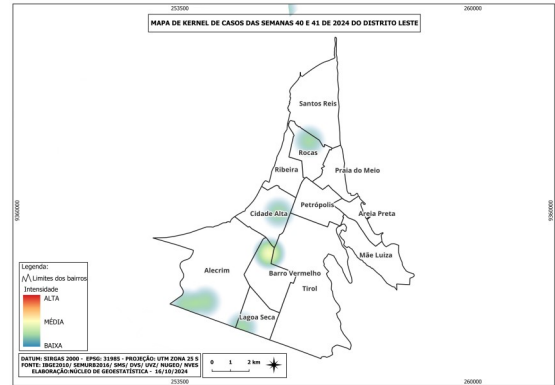 253500
260000
MAPA DE KERNEL DE CASOS DAS SEMANAS 40 E 41 DE 2024 DO DISTRITO LESTE
Santos Reis
Rocas
Ribeira
Praia do Meio
Petrópolis
Cidade Alta
Areia Preta
9360000
9360000
Mãe Luiza
Alecrim
Barro Vermelho
Tirol
Lagoa Seca
Legenda:
Limites dos bairros
Intensidade
ALTA
MÉDIA
BAIXA
DATUM: SIRGAS 2000 - EPSG: 31985 - PROJEÇÃO: UTM ZONA 25 S
FONTE: IBGE2010/ SEMURB2016/ SMS/ DVS/ UVZ/ NUGEO/ NVES
ELABORAÇÃO:NÚCLEO DE GEOESTATÍSTICA - 16/10/2024
0 1 2 km
253500
260000